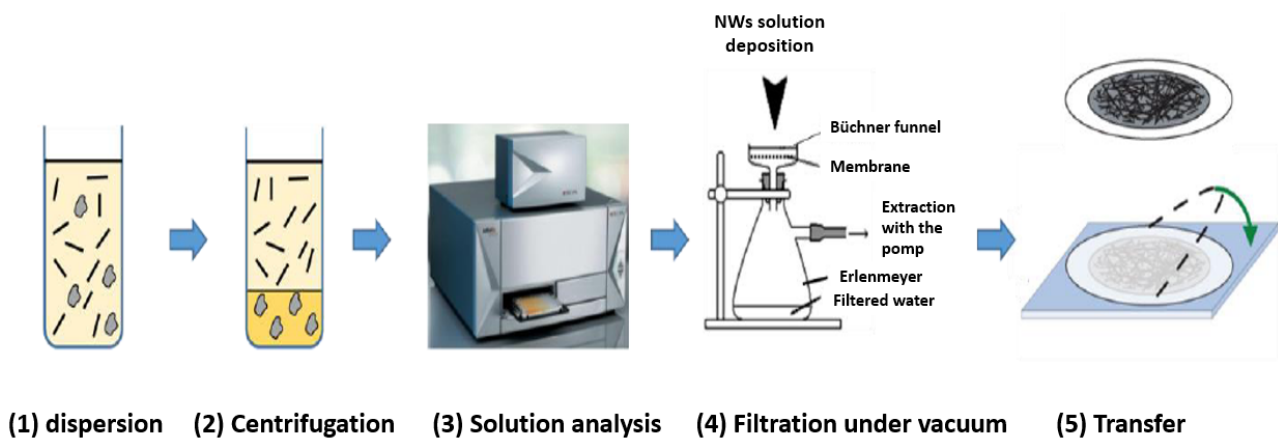 NWs solution
deposition
Büchner funnel
Membrane
Extraction
with the
pomp
Erlenmeyer
Filtered water
(1) dispersion
(2) Centrifugation
(3) Solution analysis
(4) Filtration under vacuum
(5) Transfer